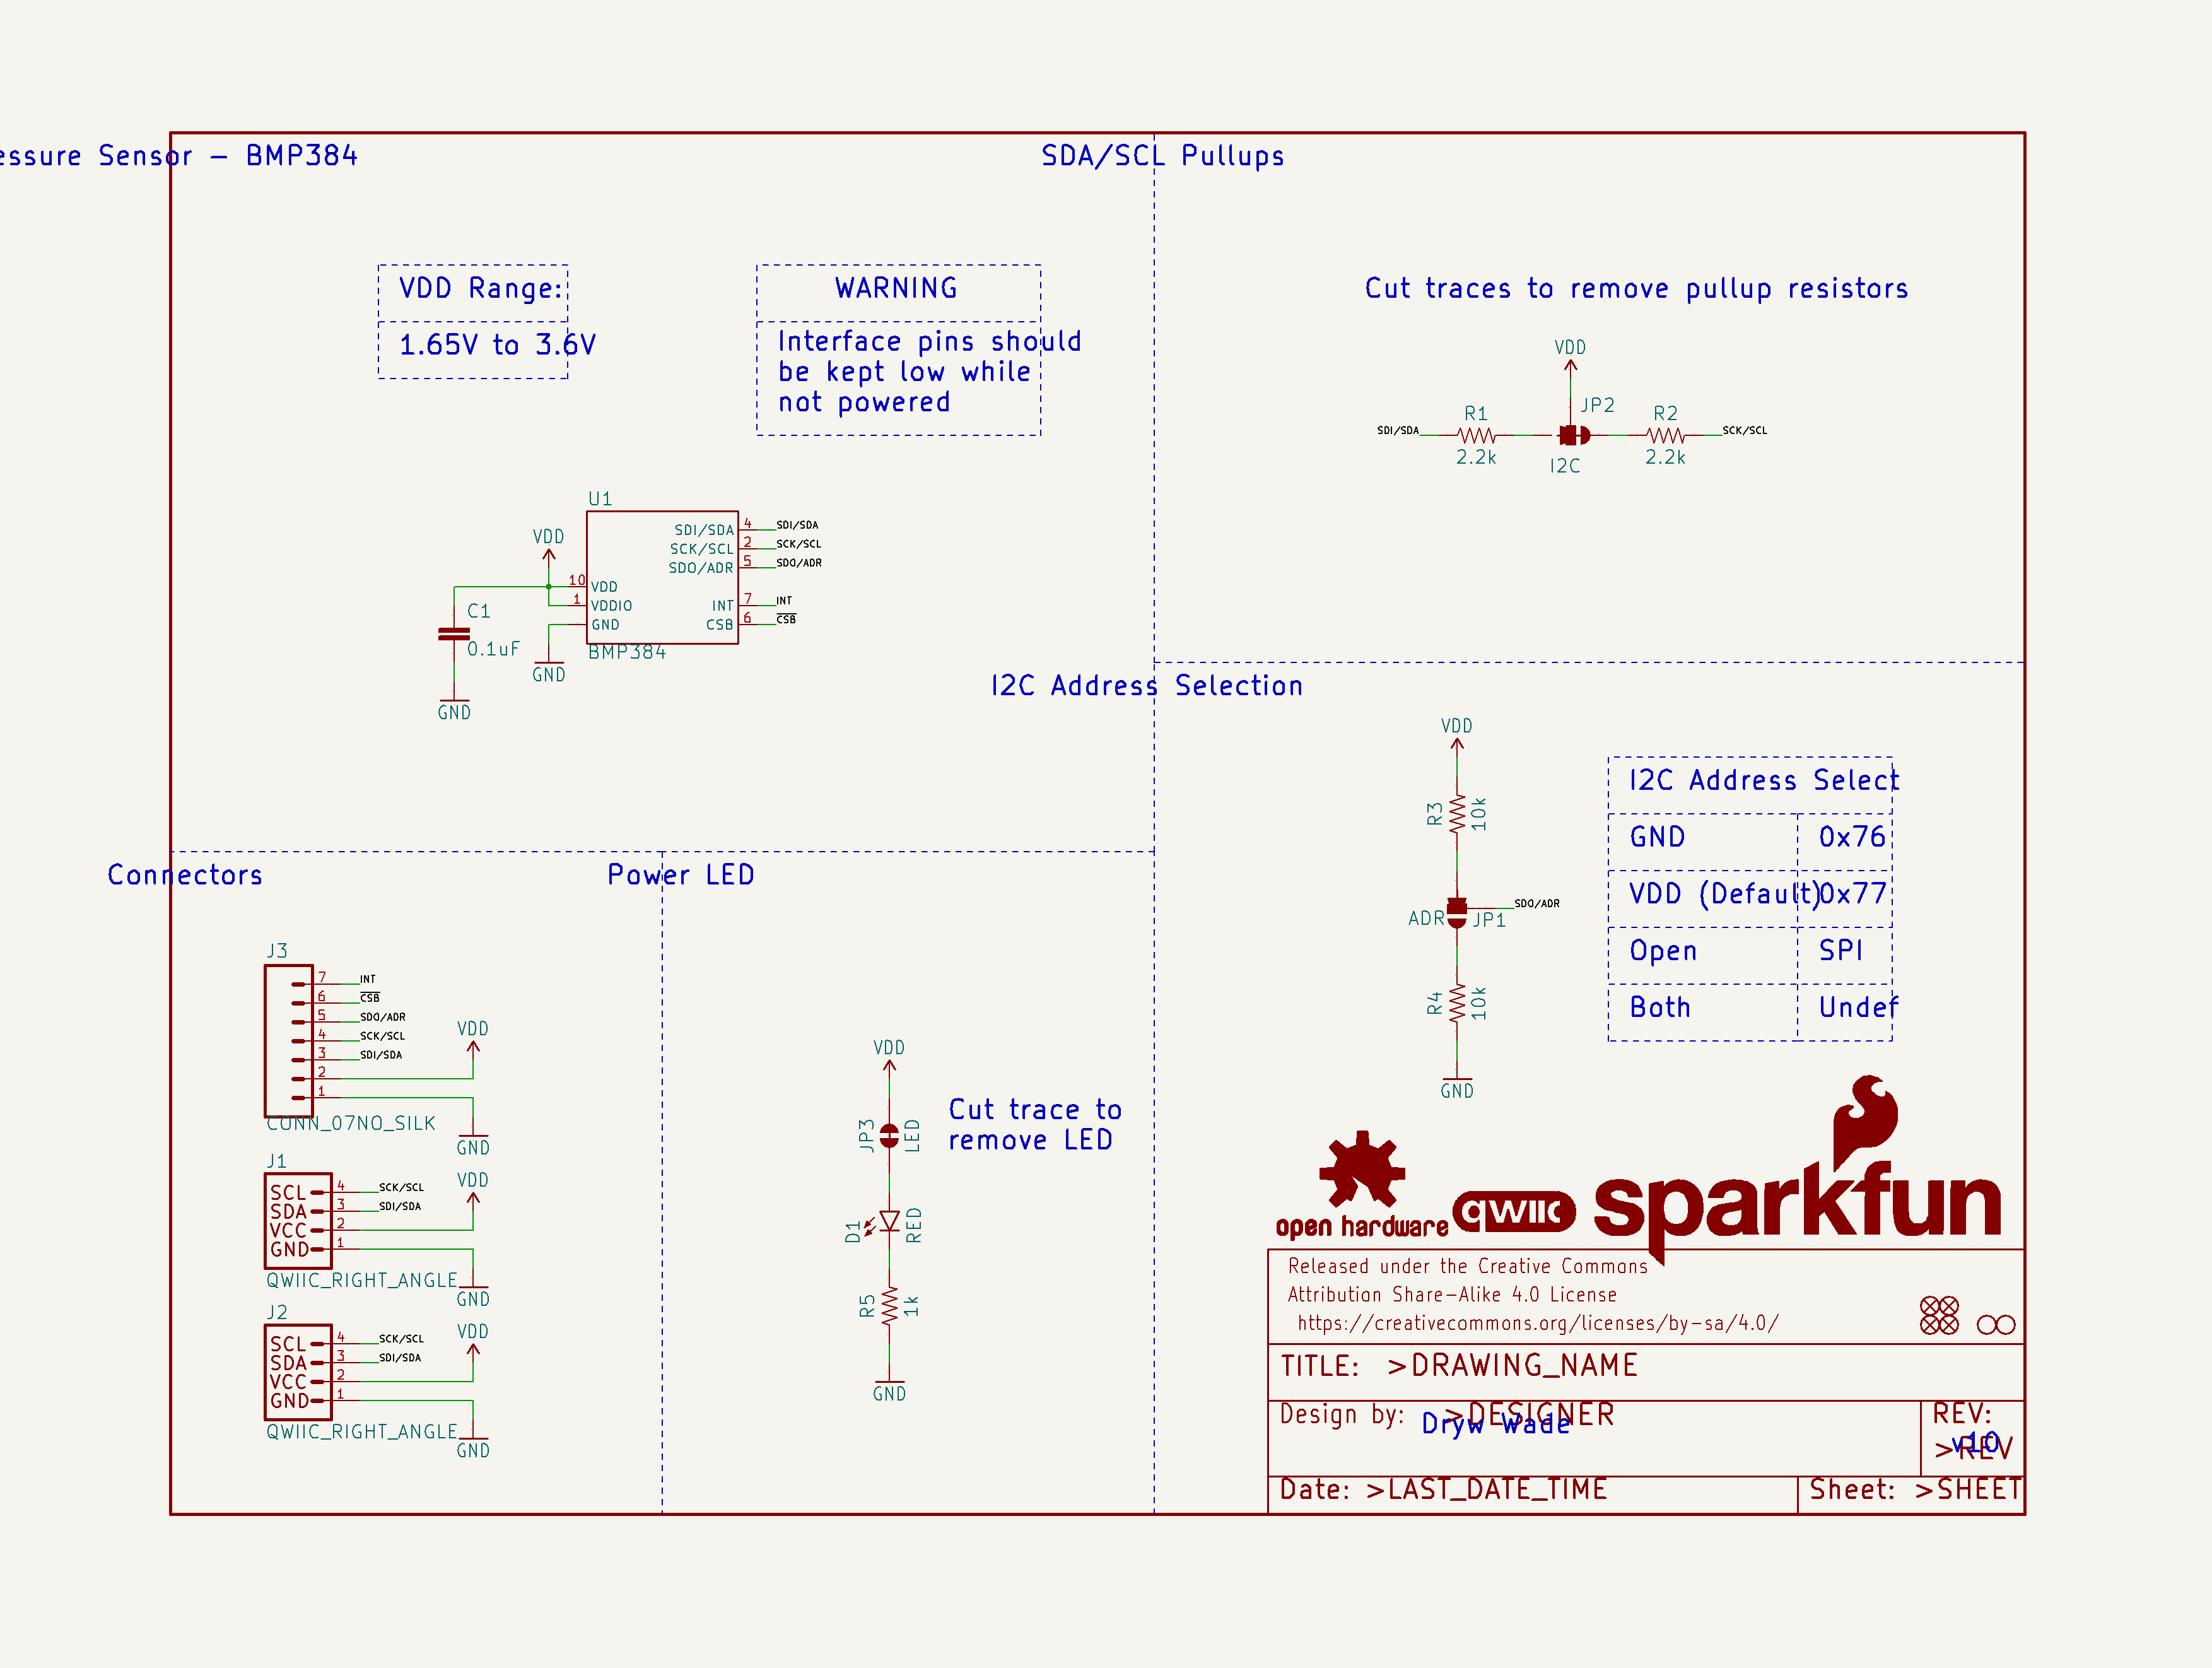 essure Sensor - BMP384
SDA/SCL Pullups
VDD Range:
1.65V to 3.6V
WARNING
Interface pins should
be kept low while
not powered
Cut traces to remove pullup resistors
VDD
JP2
R1
R2
SDI/SDA
SCK/SCL
2.2k
I2C
2.2k
U1
VDD
SDI/SDA
4
SDI/SDA
SCK/SCL
2
SCK/SCL
SDO/ADR
5
SDO/ADR
10
VDD
1
VDDIO
INT
7
INT
GND
CSB
6
CSB
C1
0.1uF
BMP384
GND
GND
I2C Address Selection
VDD
R3
10k
ADR
JP1
SDO/ADR
R4
10k
GND
I2C Address Select
GND 0x76
VDD (Default) 0x77
Open SPI
Both Undef
Connectors
Power LED
J3
7
INT
6
CSB
5
SDO/ADR
4
SCK/SCL
3
SDI/SDA
2
1
VDD
CONN_07NO_SILK
GND
J1
SCL
4
SCK/SCL
SDA
3
SDI/SDA
VCC
2
GND
1
VDD
QWIIC_RIGHT_ANGLE
GND
J2
SCL
4
SCK/SCL
SDA
3
SDI/SDA
VCC
2
GND
1
VDD
QWIIC_RIGHT_ANGLE
GND
VDD
JP3
LED
Cut trace to
remove LED
D1
RED
R5
1k
GND
open hardware
qwiic
sparkfun
Released under the Creative Commons
Attribution Share-Alike 4.0 License
https://creativecommons.org/licenses/by-sa/4.0/
TITLE: >DRAWING_NAME
Design by: >DESIGNER
Dryw Wade
REV:
>REV
v10
Date: >LAST_DATE_TIME
Sheet: >SHEET